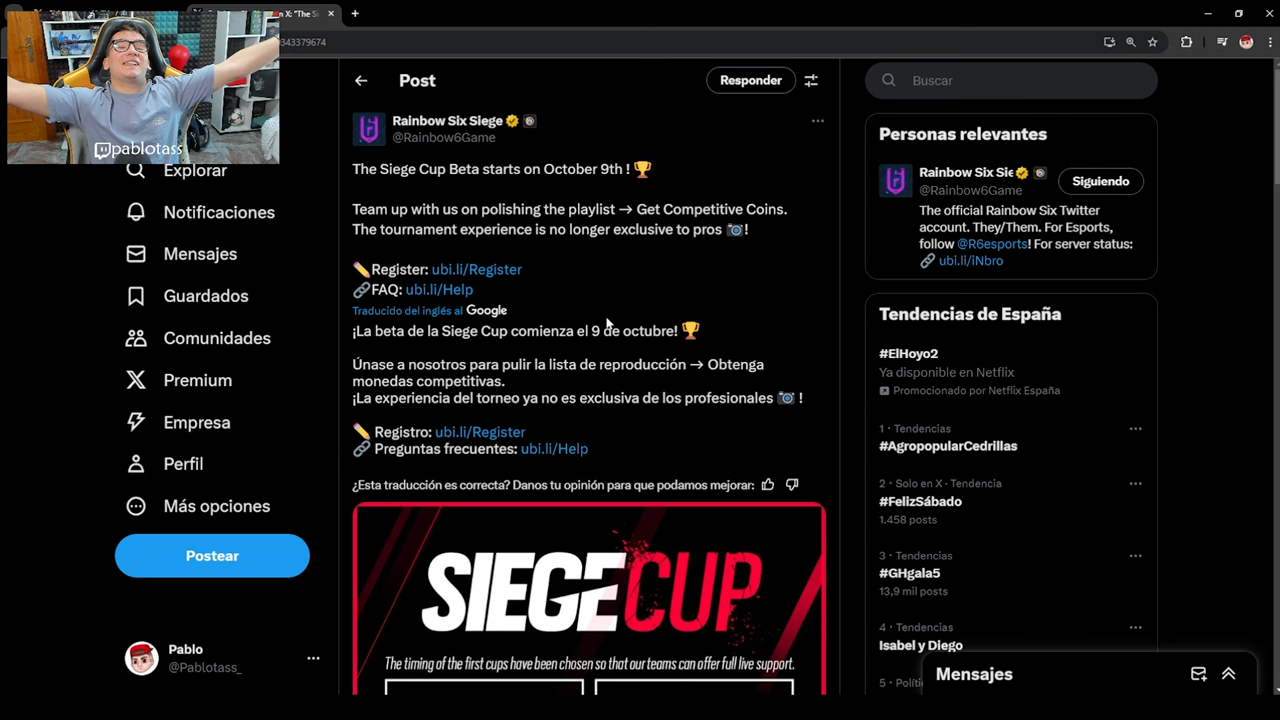 X: "The Si
343379674
pablotass
Explorar
Notificaciones
Mensajes
Guardados
Comunidades
Premium
Empresa
Perfil
Más opciones
Postear
Pablo
@Pablotass_
Post
Responder
Rainbow Six Siege
@Rainbow6Game
The Siege Cup Beta starts on October 9th ! 🏆
Team up with us on polishing the playlist → Get Competitive Coins.
The tournament experience is no longer exclusive to pros 📷!
✏️Register: ubi.li/Register
🔗FAQ: ubi.li/Help
Traducido del inglés al Google
¡La beta de la Siege Cup comienza el 9 de octubre! 🏆
Únase a nosotros para pulir la lista de reproducción → Obtenga
monedas competitivas.
¡La experiencia del torneo ya no es exclusiva de los profesionales 📷 !
✏️ Registro: ubi.li/Register
🔗 Preguntas frecuentes: ubi.li/Help
¿Esta traducción es correcta? Danos tu opinión para que podamos mejorar:
SIEGE CUP
The timing of the first cups have been chosen so that our teams can offer full live support.
Buscar
Personas relevantes
Rainbow Six Sie
@Rainbow6Game
Siguiendo
The official Rainbow Six Twitter
account. They/Them. For Esports,
follow @R6esports! For server status:
🔗 ubi.li/iNbro
Tendencias de España
#ElHoyo2
Ya disponible en Netflix
Promocionado por Netflix España
1 · Tendencias
#AgropopularCedrillas
2 · Solo en X · Tendencia
#FelizSábado
1.458 posts
3 · Tendencias
#GHgala5
13,9 mil posts
4 · Tendencias
Isabel y Diego
5 · Políti
Mensajes